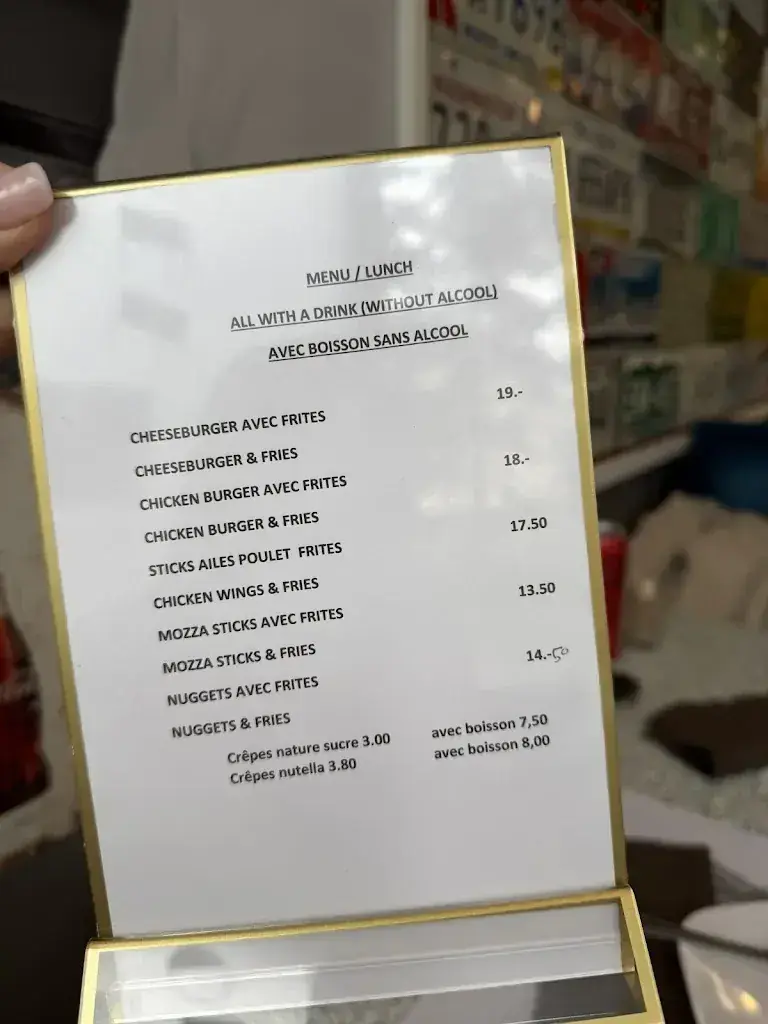 MENU / LUNCH
ALL WITH A DRINK (WITHOUT ALCOOL)
AVEC BOISSON SANS ALCOOL
CHEESEBURGER AVEC FRITES 19.-
CHEESEBURGER & FRIES
CHICKEN BURGER AVEC FRITES 18.-
CHICKEN BURGER & FRIES
STICKS AILES POULET FRITES 17.50
CHICKEN WINGS & FRIES
MOZZA STICKS AVEC FRITES 13.50
MOZZA STICKS & FRIES
NUGGETS AVEC FRITES 14.-50
NUGGETS & FRIES
Crêpes nature sucre 3.00 avec boisson 7,50
Crêpes nutella 3.80 avec boisson 8,00